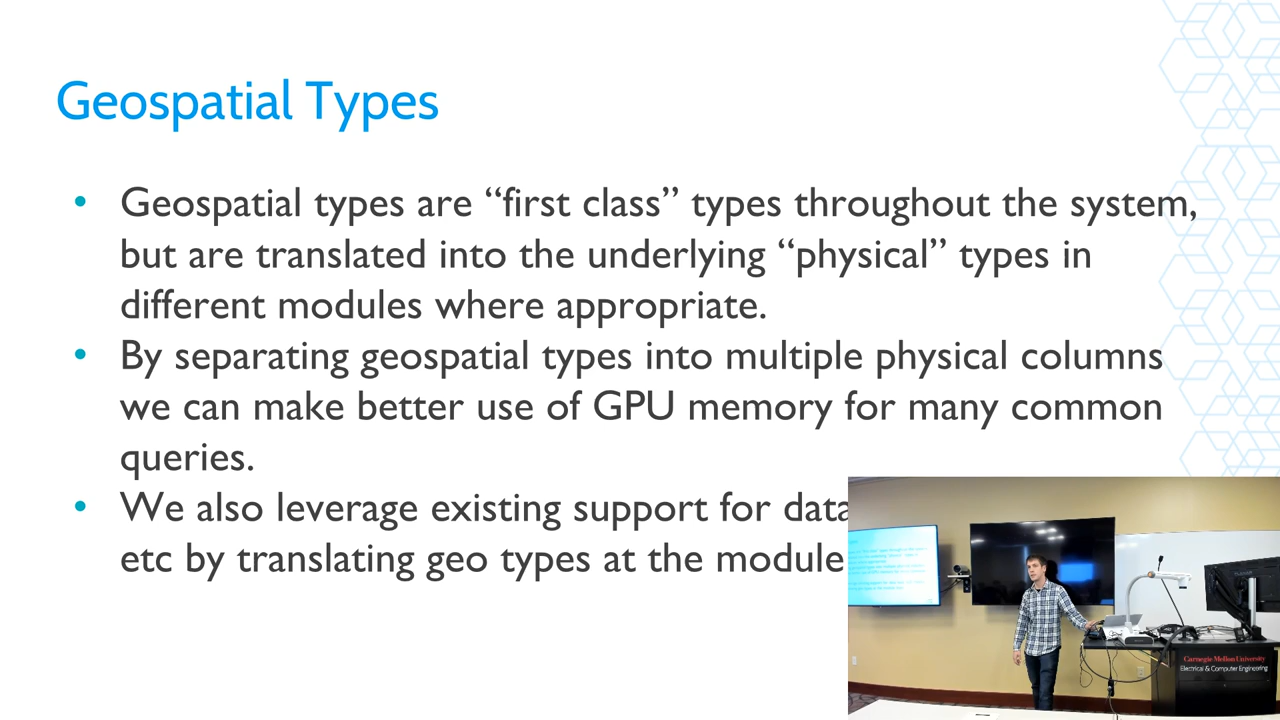 Geospatial Types
• Geospatial types are “first class” types throughout the system,
but are translated into the underlying “physical” types in
different modules where appropriate.
• By separating geospatial types into multiple physical columns
we can make better use of GPU memory for many common
queries.
• We also leverage existing support for data
etc by translating geo types at the module
Carnegie Mellon University
Electrical & Computer Engineering